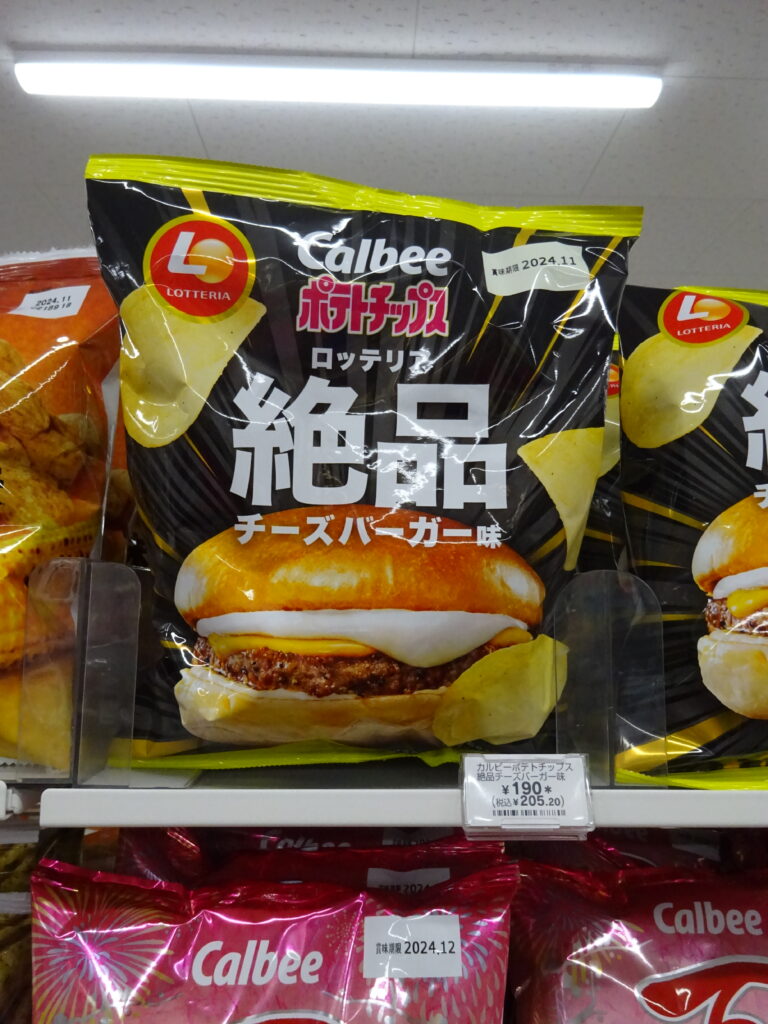 LOTTERIA
Calbee
賞味期限 2024.11
ポテトチップス
ロッテリア
絶品
チーズバーガー味
2024.11
LOTTERIA
カルビーポテトチップス
絶品チーズバーガー味
¥190*
(税込¥205.20)
Calbee
賞味期限 2024.12
Calbee